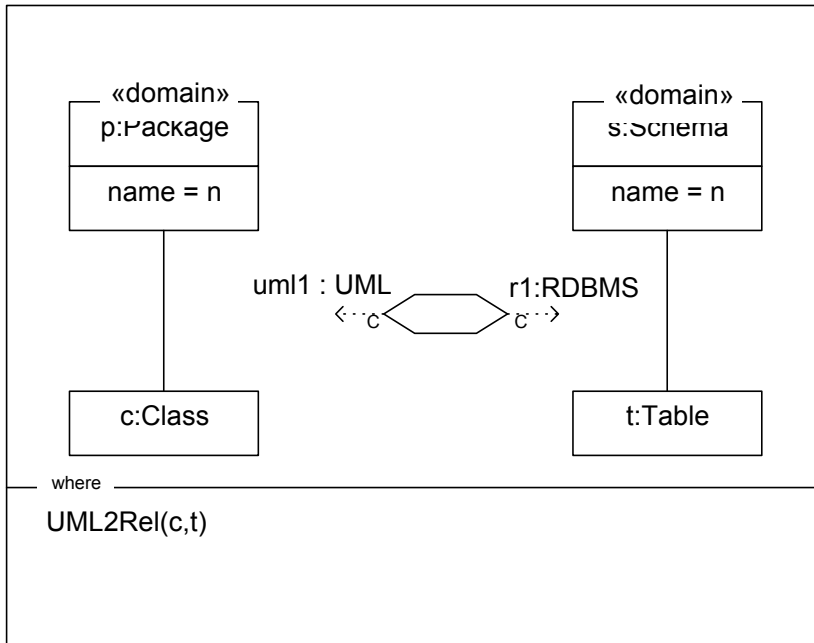 «domain»
p:Package
name = n
«domain»
s:Schema
name = n
uml1 : UML
r1:RDBMS
C
C
c:Class
t:Table
where
UML2Rel(c,t)